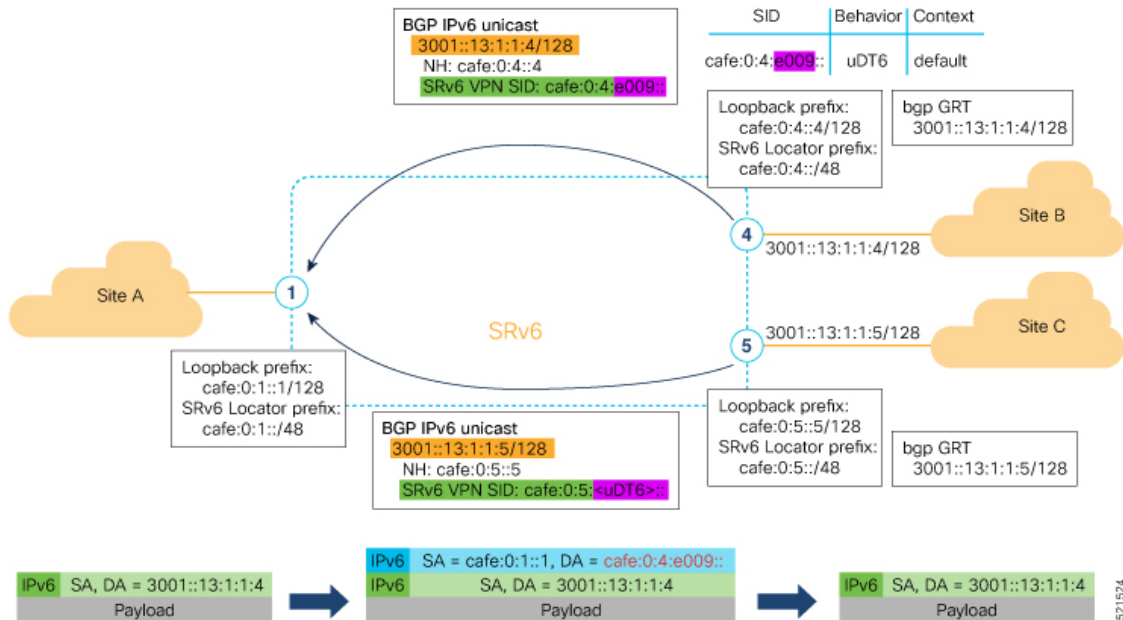 BGP IPv6 unicast
3001::13:1:1:4/128
NH: cafe:0:4::4
SRv6 VPN SID: cafe:0:4:e009::
SID Behavior Context
cafe:0:4:e009:: uDT6 default
Loopback prefix:
cafe:0:4::4/128
SRv6 Locator prefix:
cafe:0:4::/48
bgp GRT
3001::13:1:1:4/128
Site A
1
SRv6
4
3001::13:1:1:4/128
Site B
5
3001::13:1:1:5/128
Site C
Loopback prefix:
cafe:0:1::1/128
SRv6 Locator prefix:
cafe:0:1::/48
BGP IPv6 unicast
3001::13:1:1:5/128
NH: cafe:0:5::5
SRv6 VPN SID: cafe:0:5:<uDT6>::
Loopback prefix:
cafe:0:5::5/128
SRv6 Locator prefix:
cafe:0:5::/48
bgp GRT
3001::13:1:1:5/128
IPv6 SA, DA = 3001::13:1:1:4
Payload
IPv6 SA = cafe:0:1::1, DA = cafe:0:4:e009::
IPv6 SA, DA = 3001::13:1:1:4
Payload
IPv6 SA, DA = 3001::13:1:1:4
Payload
521524